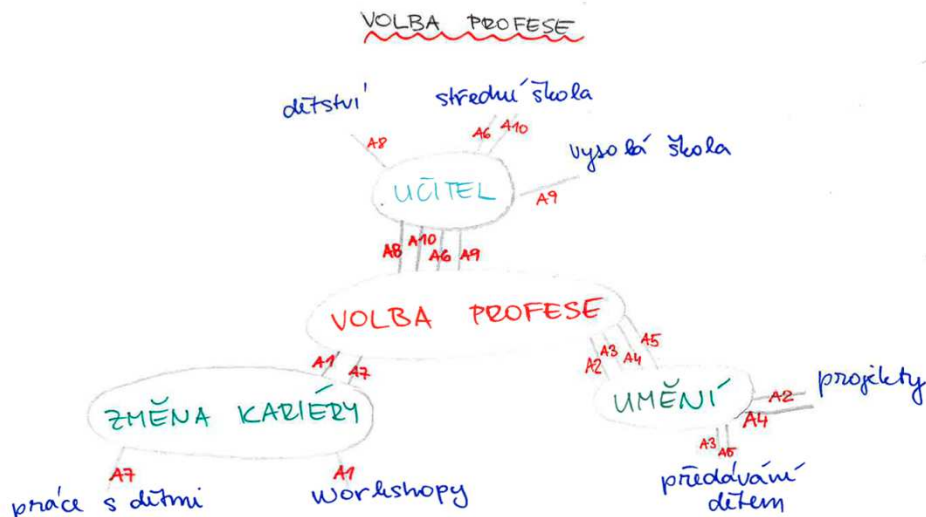 VOLBA PROFESE
dětství
střední škola
A8
A6 A10
vysoká škola
UČITEL
A9
A8 A10 A6 A9
VOLBA PROFESE
A1 A7
A2 A3 A4 A5
ZMĚNA KARIÉRY
UMĚNÍ
A2
projekty
A4
A7
A1
A3 A5
práce s dětmi
workshopy
předávání
dětem